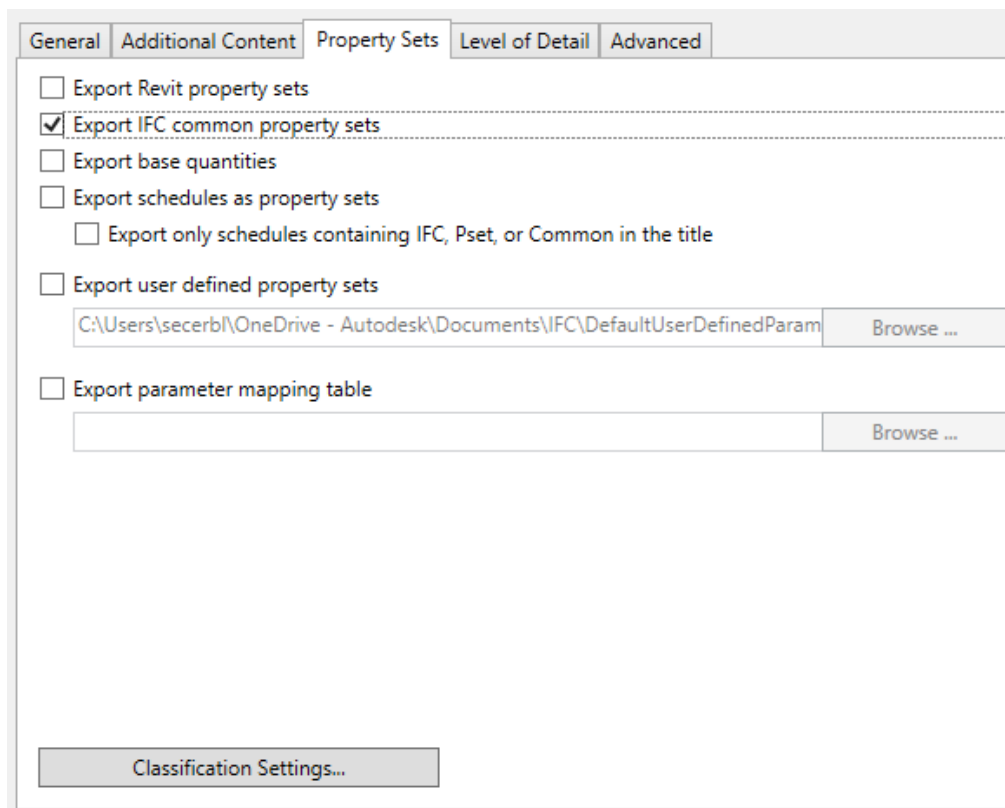 General Additional Content Property Sets Level of Detail Advanced
Export Revit property sets
Export IFC common property sets
Export base quantities
Export schedules as property sets
Export only schedules containing IFC, Pset, or Common in the title
Export user defined property sets
C:\Users\secerbl\OneDrive - Autodesk\Documents\IFC\DefaultUserDefinedParam Browse ...
Export parameter mapping table
Browse ...
Classification Settings...